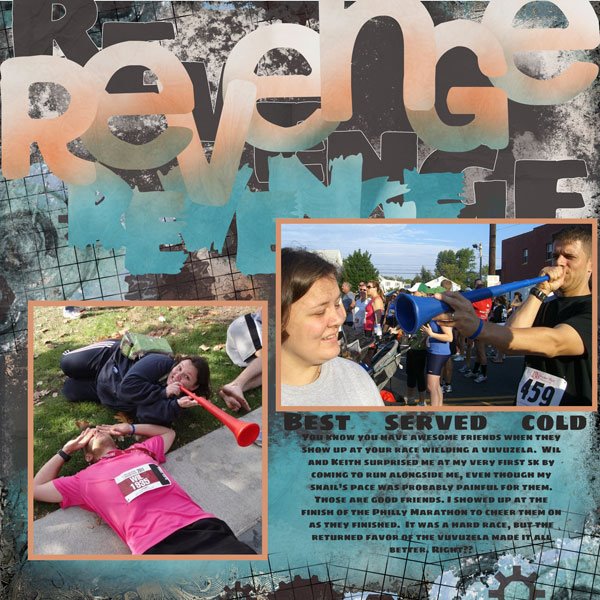 REVENGE
ReVenGe
REVENGE
WIL
1935
459
BEST SERVED COLD
YOU KNOW YOU HAVE AWESOME FRIENDS WHEN THEY
SHOW UP AT YOUR RACE WIELDING A VUVUZELA. WIL
AND KEITH SURPRISED ME AT MY VERY FIRST 5K BY
COMING TO RUN ALONGSIDE ME, EVEN THOUGH MY
SNAIL'S PACE WAS PROBABLY PAINFUL FOR THEM.
THOSE ARE GOOD FRIENDS. I SHOWED UP AT THE
FINISH OF THE PHILLY MARATHON TO CHEER THEM ON
AS THEY FINISHED. IT WAS A HARD RACE, BUT THE
RETURNED FAVOR OF THE VUVUZELA MADE IT ALL
BETTER. RIGHT??